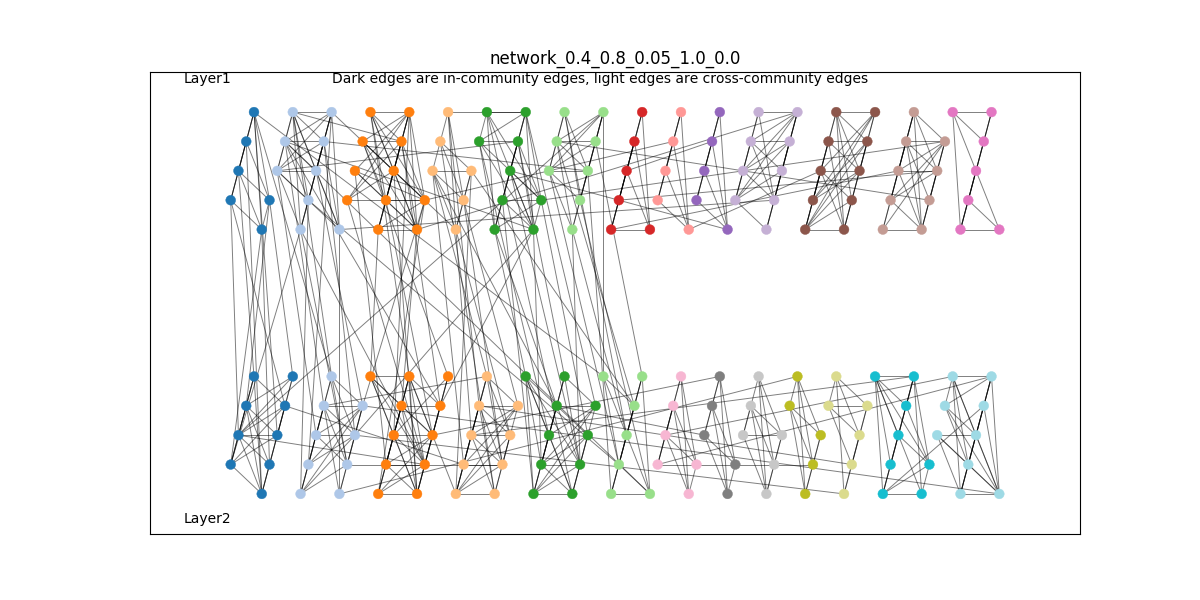 network_0.4_0.8_0.05_1.0_0.0
Layer1
Dark edges are in-community edges, light edges are cross-community edges
Layer2